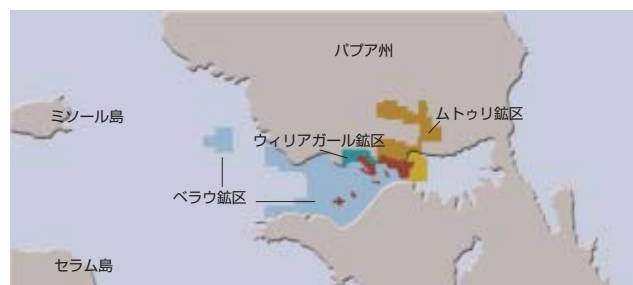 パプア州
ミソール島
ムトゥリ鉱区
ウィリアガール鉱区
ベラウ鉱区
セラム島